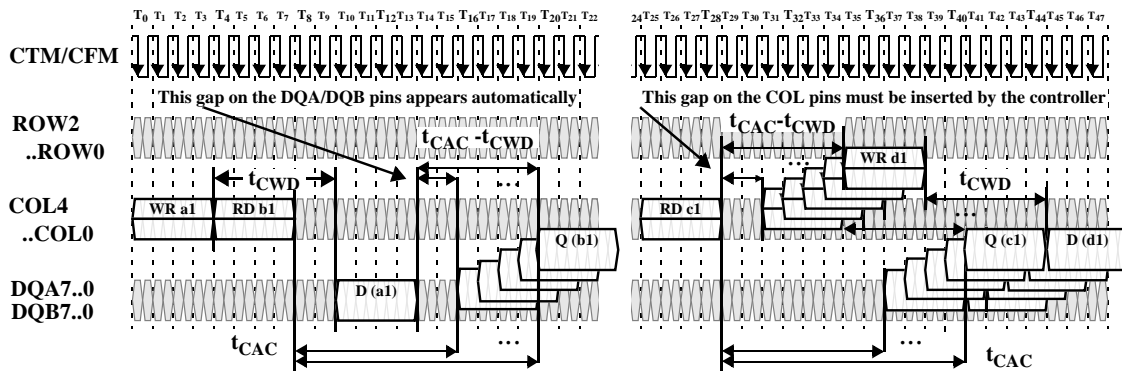 T0 T1 T2 T3 T4 T5 T6 T7 T8 T9 T10 T11 T12 T13 T14 T15 T16 T17 T18 T19 T20 T21 T22 24 T25 T26 T27 T28 T29 T30 T31 T32 T33 T34 T35 T36 T37 T38 T39 T40 T41 T42 T43 T44 T45 T46 T47
CTM/CFM
This gap on the DQA/DQB pins appears automatically
This gap on the COL pins must be inserted by the controller
ROW2
..ROW0
tCAC -tCWD
tCAC-tCWD
...
WR d1
tCWD
...
tCWD
COL4
..COL0
WR a1
RD b1
RD c1
...
Q (b1)
Q (c1)
D (d1)
DQA7..0
DQB7..0
D (a1)
tCAC
...
...
tCAC